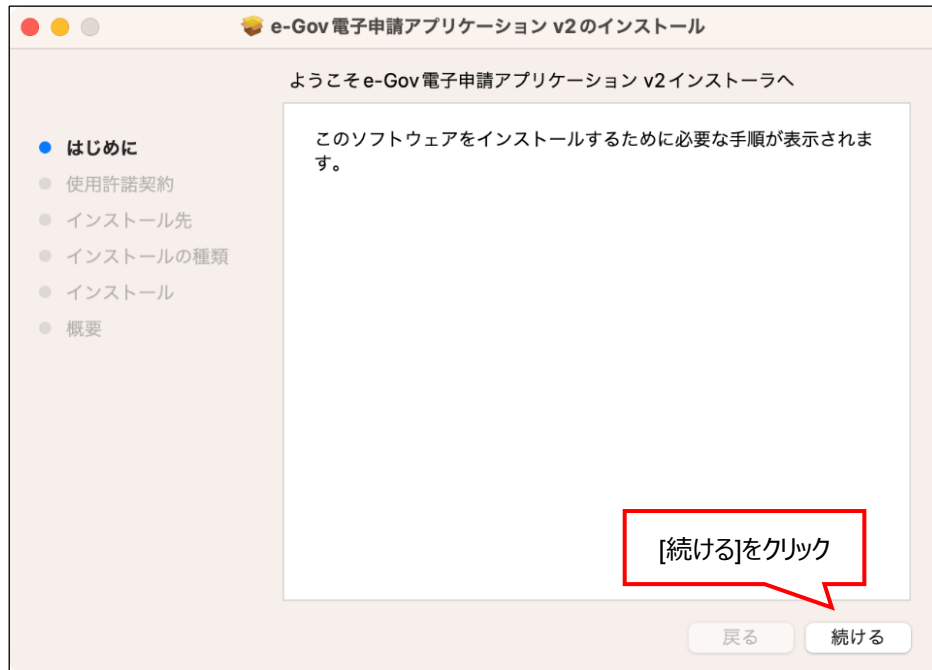 e-Gov電子申請アプリケーション v2のインストール
ようこそe-Gov電子申請アプリケーション v2インストーラへ
はじめに
使用許諾契約
インストール先
インストールの種類
インストール
概要
このソフトウェアをインストールするために必要な手順が表示されま
す。
[続ける]をクリック
戻る
続ける